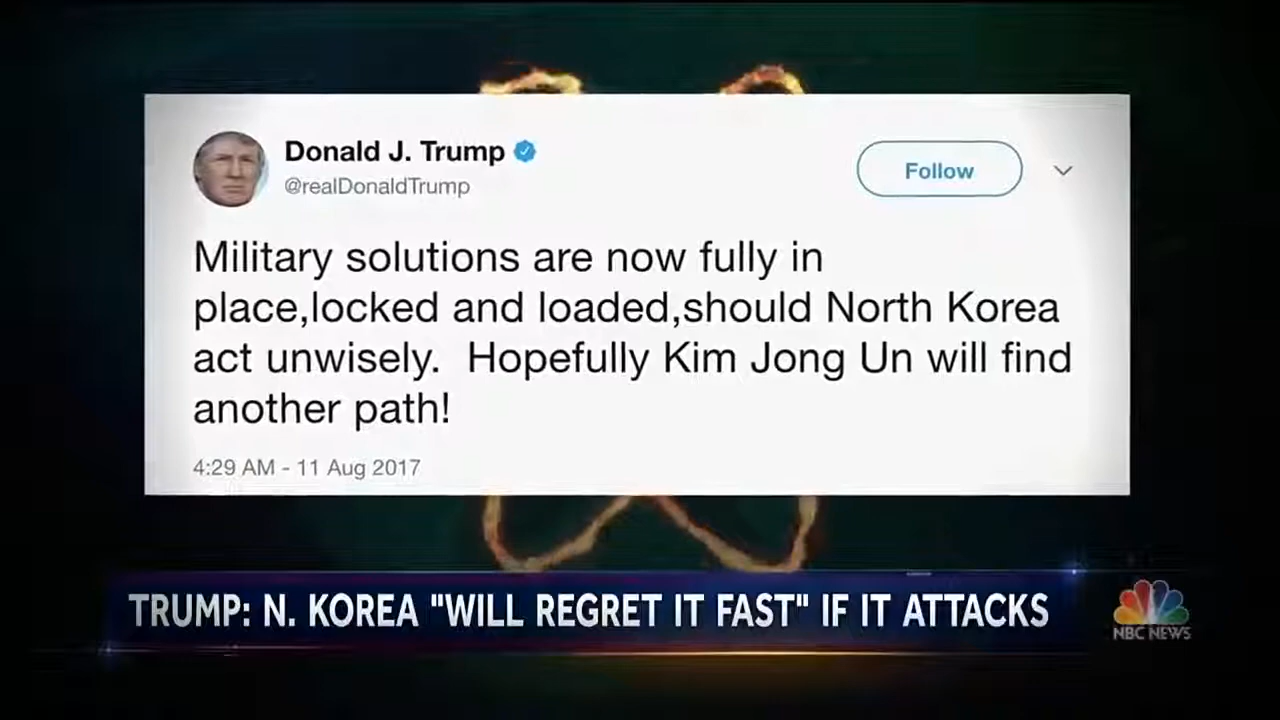 Donald J. Trump
@realDonaldTrump
Follow
Military solutions are now fully in
place,locked and loaded,should North Korea
act unwisely.  Hopefully Kim Jong Un will find
another path!
4:29 AM - 11 Aug 2017
TRUMP: N. KOREA "WILL REGRET IT FAST" IF IT ATTACKS
NBC NEWS